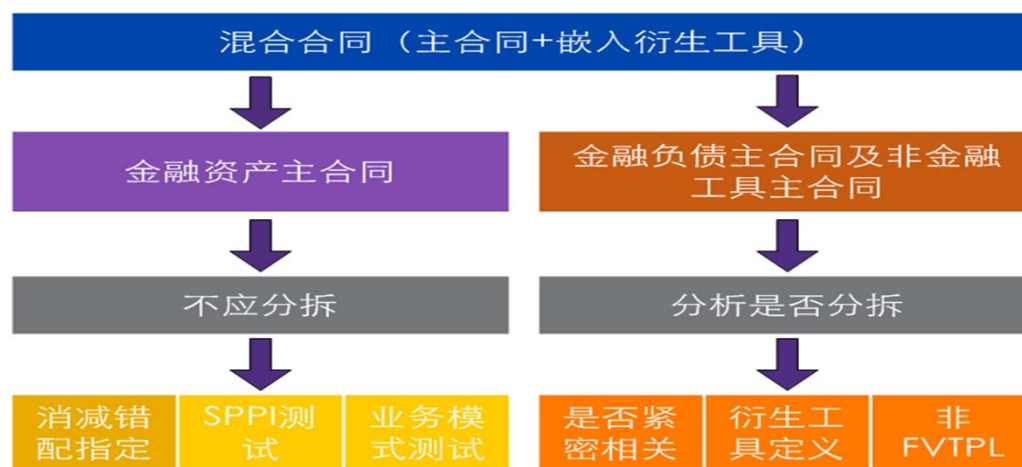 混合合同（主合同+嵌入衍生工具）
金融资产主合同
金融负债主合同及非金融
工具主合同
不应分拆
分析是否分拆
消减错
配指定
SPPI测
试
业务模
式测试
是否紧
密相关
衍生工
具定义
非
FVTPL